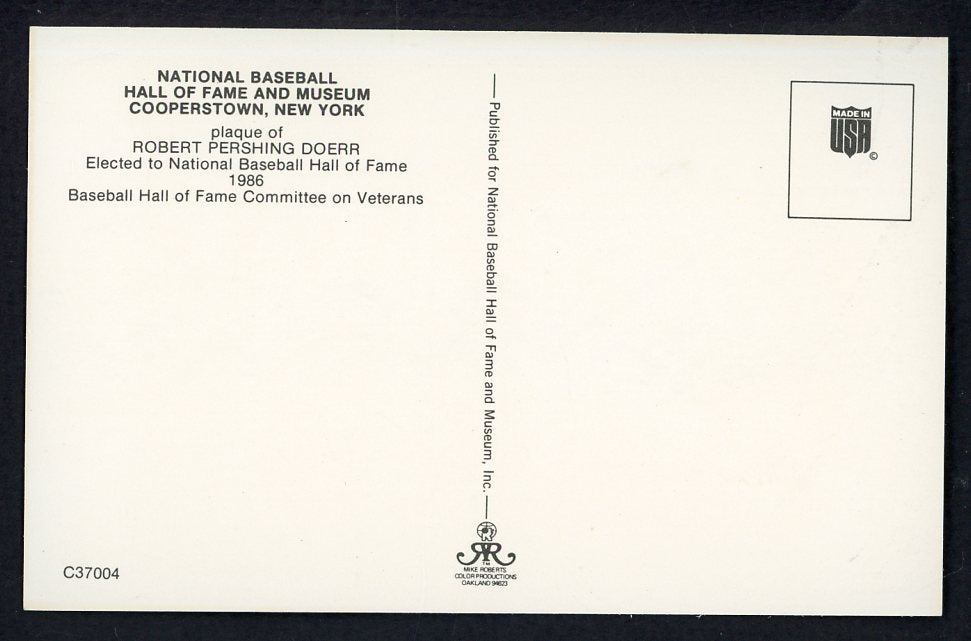 NATIONAL BASEBALL
HALL OF FAME AND MUSEUM
COOPERSTOWN, NEW YORK
plaque of
ROBERT PERSHING DOERR
Elected to National Baseball Hall of Fame
1986
Baseball Hall of Fame Committee on Veterans
C37004
Published for National Baseball Hall of Fame and Museum, Inc.
TM
MIKE ROBERTS
COLOR PRODUCTIONS
OAKLAND 94623
MADE IN
USA
©